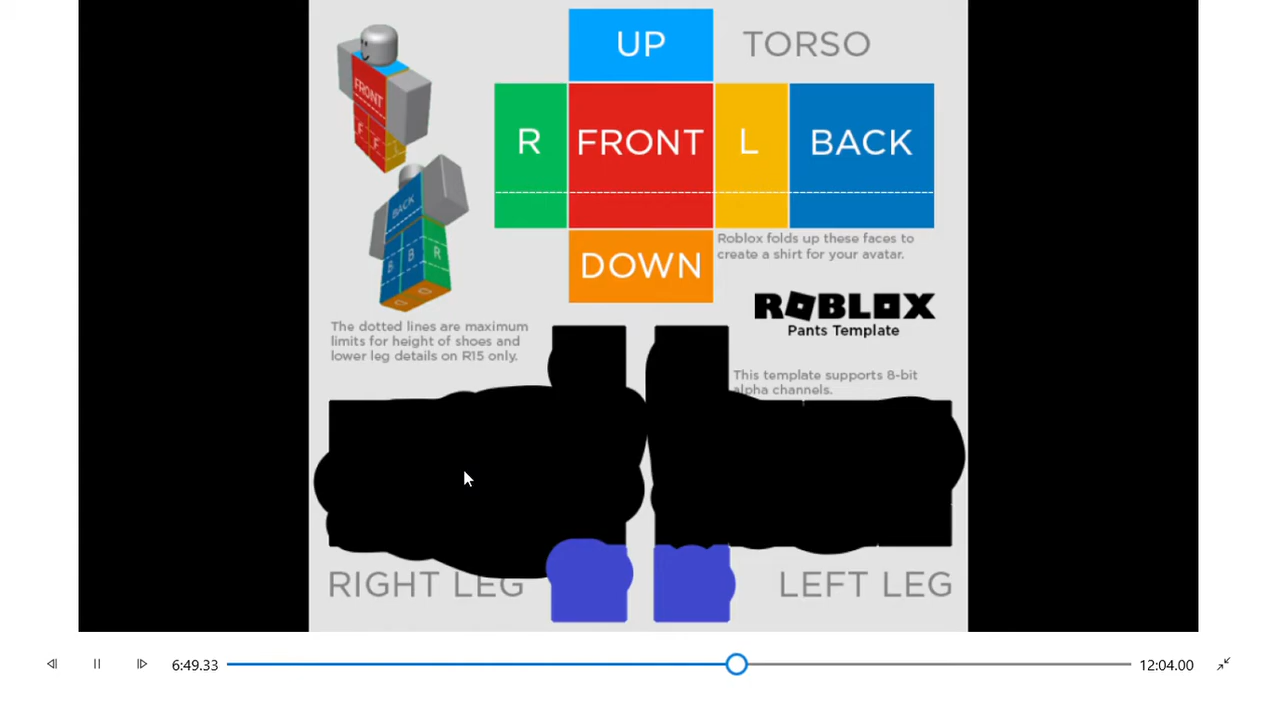 UP
TORSO
FRONT
F
F
R
FRONT
L
BACK
BACK
B
B
R
DOWN
Roblox folds up these faces to
create a shirt for your avatar.
ROBLOX
Pants Template
The dotted lines are maximum
limits for height of shoes and
lower leg details on R15 only.
This template supports 8-bit
alpha channels.
RIGHT LEG
LEFT LEG
6:49.33
12:04.00